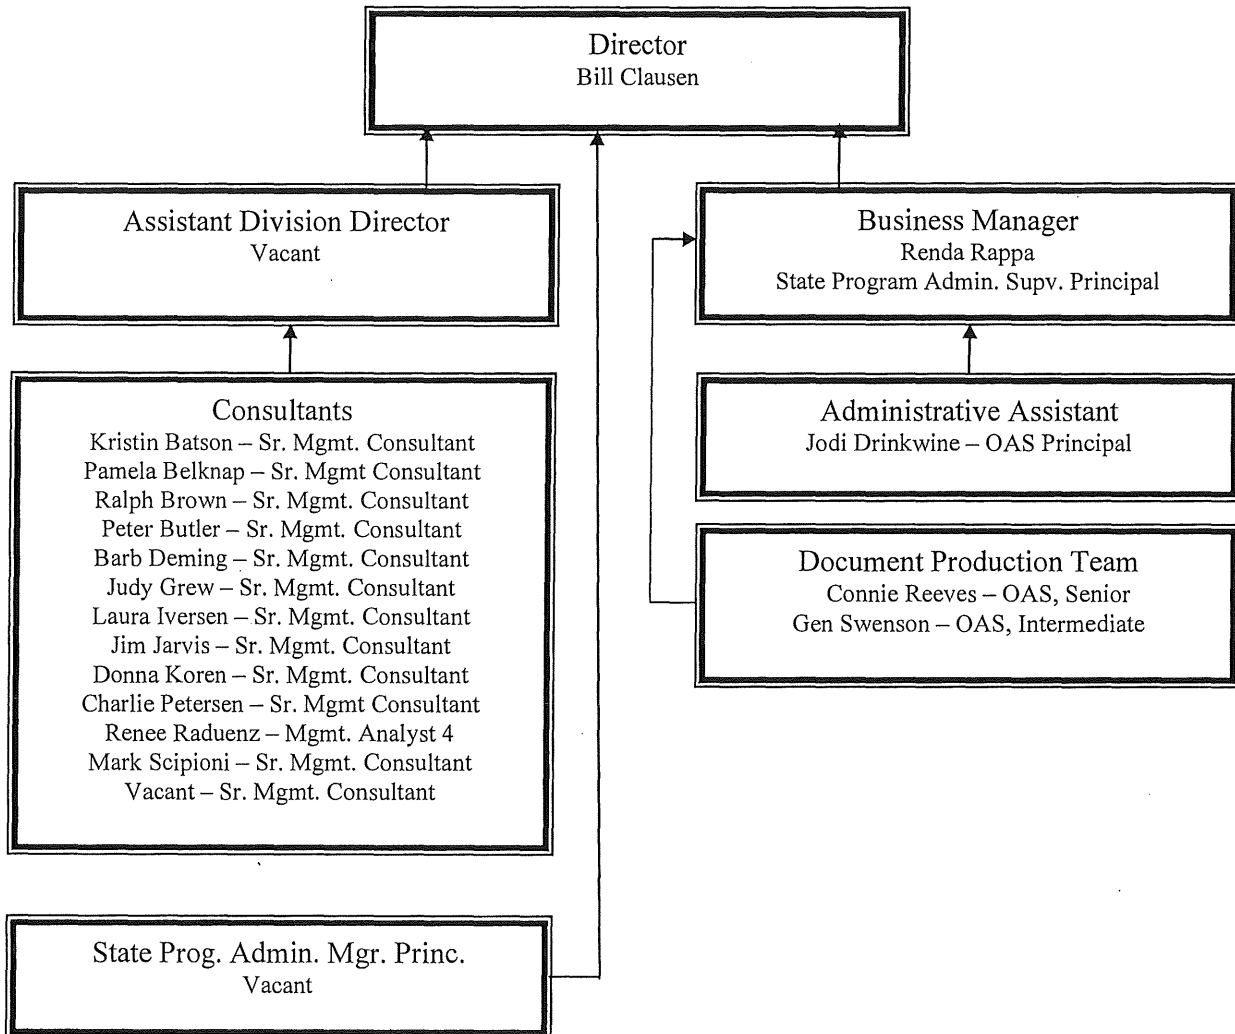 Director
Bill Clausen
Assistant Division Director
Vacant
Business Manager
Renda Rappa
State Program Admin. Supv. Principal
Consultants
Kristin Batson – Sr. Mgmt. Consultant
Pamela Belknap – Sr. Mgmt Consultant
Ralph Brown – Sr. Mgmt. Consultant
Peter Butler – Sr. Mgmt. Consultant
Barb Deming – Sr. Mgmt. Consultant
Judy Grew – Sr. Mgmt. Consultant
Laura Iversen – Sr. Mgmt. Consultant
Jim Jarvis – Sr. Mgmt. Consultant
Donna Koren – Sr. Mgmt. Consultant
Charlie Petersen – Sr. Mgmt Consultant
Renee Raduenz – Mgmt. Analyst 4
Mark Scipioni – Sr. Mgmt. Consultant
Vacant – Sr. Mgmt. Consultant
Administrative Assistant
Jodi Drinkwine – OAS Principal
Document Production Team
Connie Reeves – OAS, Senior
Gen Swenson – OAS, Intermediate
State Prog. Admin. Mgr. Princ.
Vacant